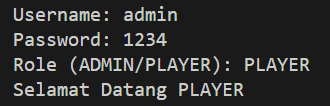 Username: admin
Password: 1234
Role (ADMIN/PLAYER): PLAYER
Selamat Datang PLAYER